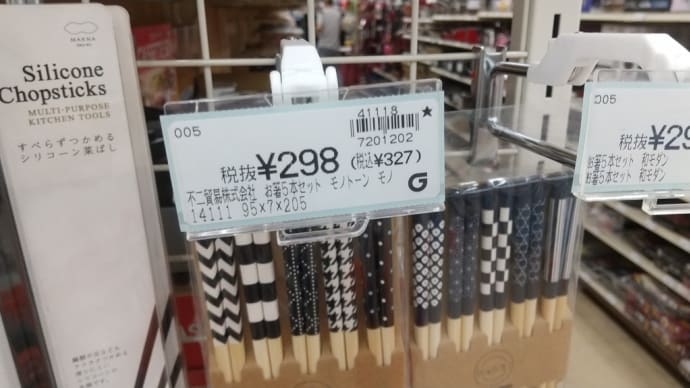 MARNA
Silicone
Chopsticks
MULTI-PURPOSE
KITCHEN TOOLS
すべらずつかめる
シリコーン菜ばし
005
41118 ★
7201202
税抜¥298(税込¥327)
不二貿易株式会社 お箸5本セット モノトーン モノ
14111 95×7×205
G
005
税抜¥29
お箸5本セット 和モダン
お箸5本セット 和モダン